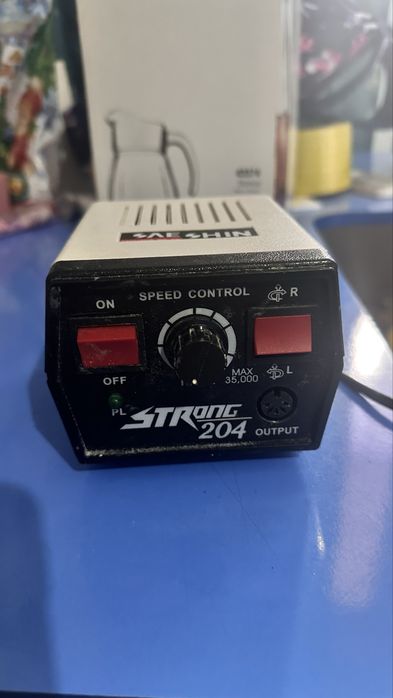 SAESHIN
ON
SPEED CONTROL
R
OFF
MAX
35,000
L
PL
STRONG
204
OUTPUT